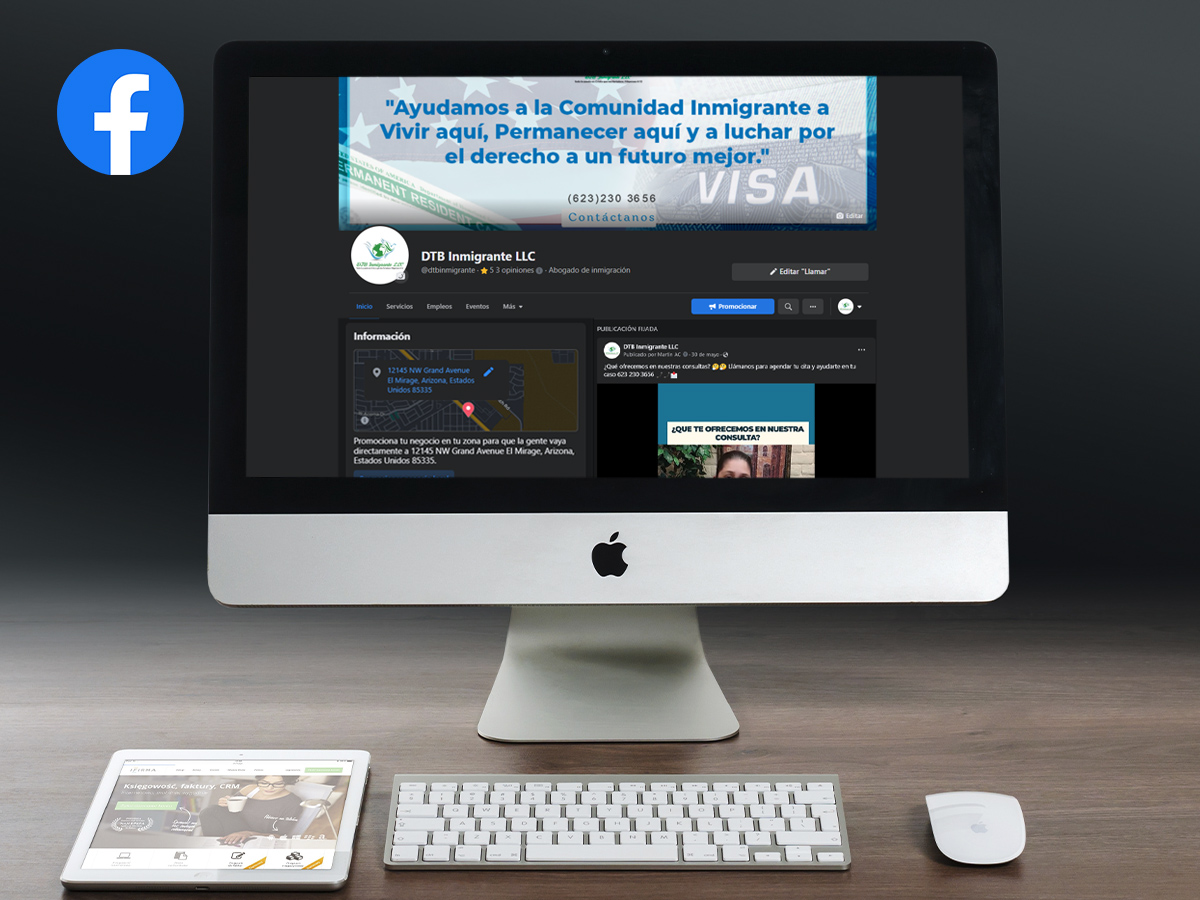 "Ayudamos a la Comunidad Inmigrante a
Vivir aquí, Permanecer aquí y a luchar por
el derecho a un futuro mejor."
PERMANENT RESIDENT
VISA
(623)230 3656
Contáctanos
Editar
DTB Inmigrante LLC
@dtbinmigrante · 5 3 opiniones · Abogado de inmigración
Editar "Llamar"
Inicio Servicios Empleos Eventos Más
Promocionar
Información
12145 NW Grand Avenue
El Mirage, Arizona, Estados
Unidos 85335
Promociona tu negocio en tu zona para que la gente vaya
directamente a 12145 NW Grand Avenue El Mirage, Arizona,
Estados Unidos 85335.
PUBLICACIÓN FIJADA
DTB Inmigrante LLC
Publicado por Martin AC · 30 de mayo ·
¿Qué ofrecemos en nuestras consultas? 🤔🤔 Llámanos para agendar tu cita y ayudarte en tu
caso 623 230 3656
¿QUE TE OFRECEMOS EN NUESTRA
CONSULTA?
Księgowość, faktury, CRM